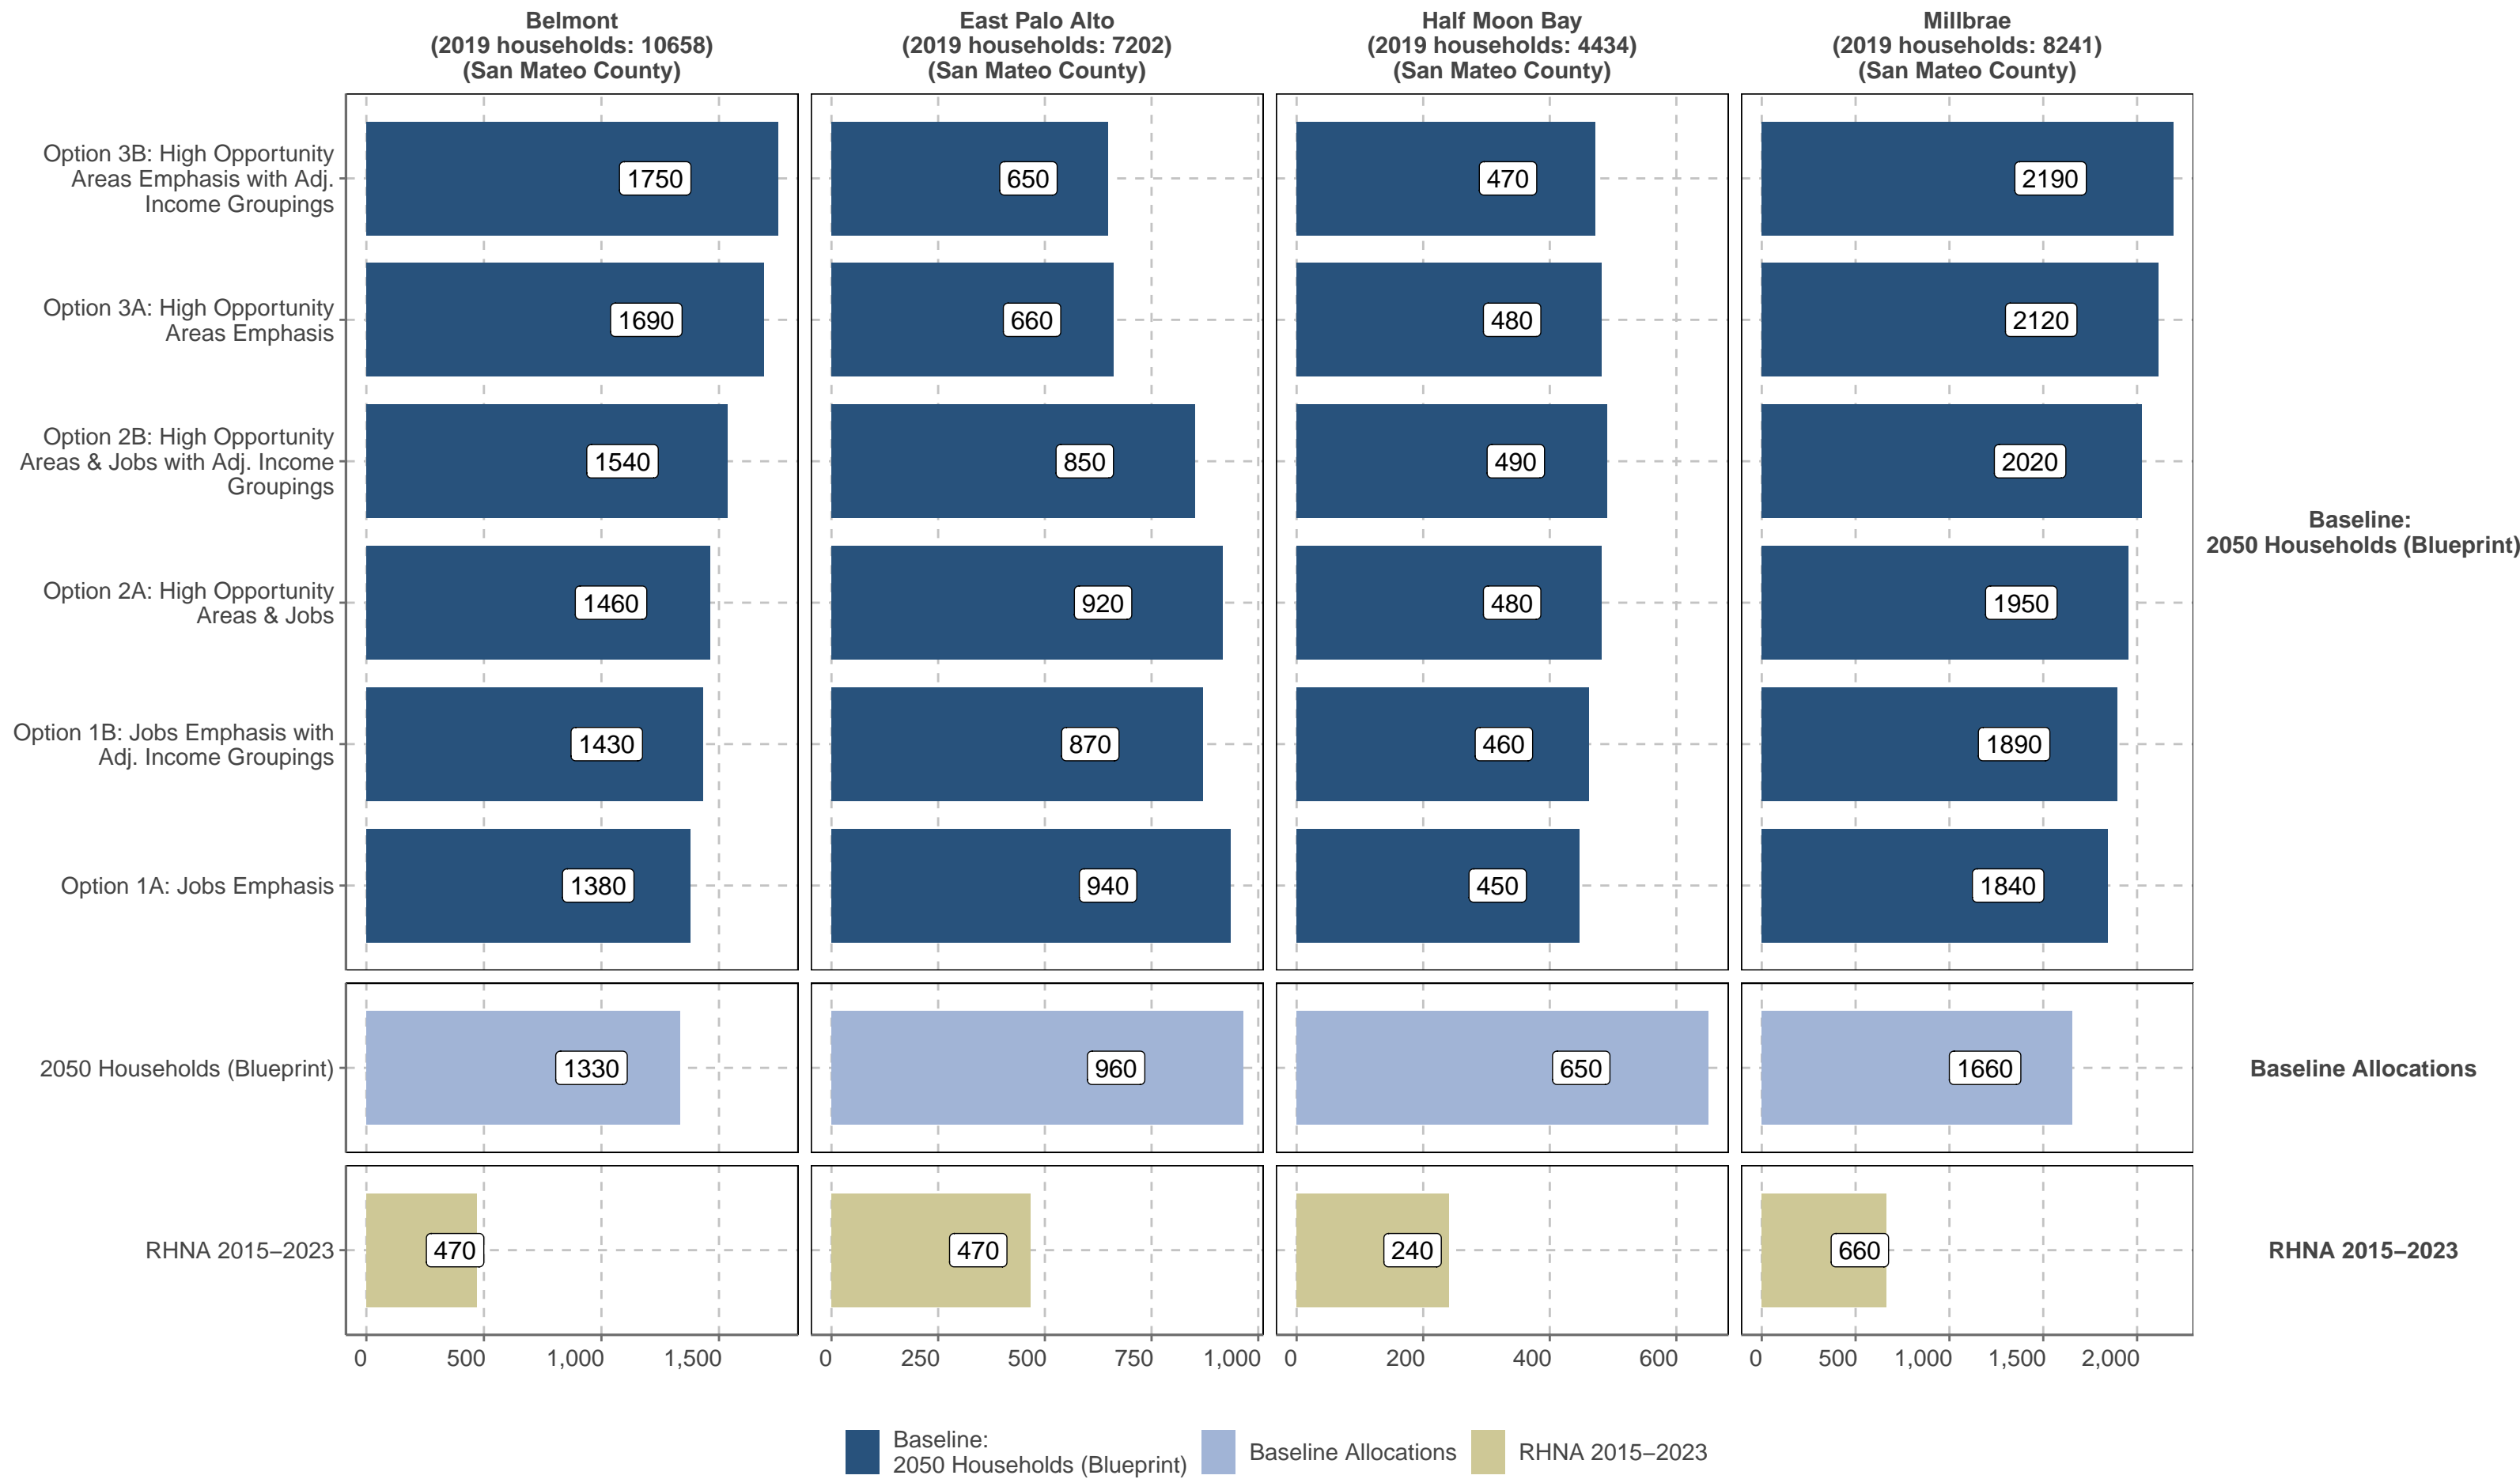 Belmont
(2019 households: 10658)
(San Mateo County)
East Palo Alto
(2019 households: 7202)
(San Mateo County)
Half Moon Bay
(2019 households: 4434)
(San Mateo County)
Millbrae
(2019 households: 8241)
(San Mateo County)
Option 3B: High Opportunity
Areas Emphasis with Adj.
Income Groupings
1750
650
470
2190
Option 3A: High Opportunity
Areas Emphasis
1690
660
480
2120
Option 2B: High Opportunity
Areas & Jobs with Adj. Income
Groupings
1540
850
490
2020
Baseline:
2050 Households (Blueprint)
Option 2A: High Opportunity
Areas & Jobs
1460
920
480
1950
Option 1B: Jobs Emphasis with
Adj. Income Groupings
1430
870
460
1890
Option 1A: Jobs Emphasis
1380
940
450
1840
2050 Households (Blueprint)
1330
960
650
1660
Baseline Allocations
RHNA 2015−2023
470
470
240
660
RHNA 2015−2023
0 500 1,000 1,500
0 250 500 750 1,000
0 200 400 600
0 500 1,000 1,500 2,000
Baseline:
2050 Households (Blueprint)
Baseline Allocations
RHNA 2015−2023